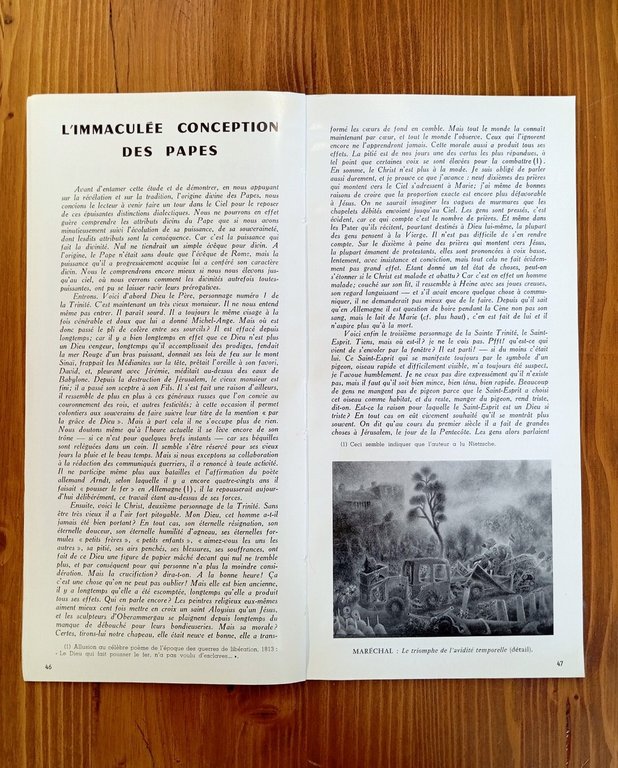 L'IMMACULÉE CONCEPTION
DES PAPES
Avant d'entamer cette étude et de démontrer, en nous appuyant
sur la révélation et sur la tradition, l'origine divine des Papes, nous
convions le lecteur à venir faire un tour dans le Ciel pour le reposer
de ces épuisantes distinctions dialectiques. Nous ne pourrons en effet
guère comprendre les attributs divins du Pape que si nous avons
minutieusement suivi l'évolution de sa puissance, de sa souveraineté,
dont lesdits attributs sont la conséquence. Car c'est la puissance qui
fait la divinité. Nul ne tiendrait un simple évêque pour divin. A
l'origine, le Pape n'était sans doute que l'évêque de Rome, mais la
puissance qu'il a progressivement acquise lui a conféré son caractère
divin. Nous le comprendrons encore mieux si nous nous élevons jus-
qu'au ciel, où nous verrons comment les divinités autrefois toutes-
puissantes, ont pu se laisser ravir leurs prérogatives.
Entrons. Voici d'abord Dieu le Père, personnage numéro 1 de
la Trinité. C'est maintenant un très vieux monsieur. Il ne nous entend
même pas entrer. Il paraît sourd. Il a toujours le même visage à la
fois vénérable et doux que lui a donné Michel-Ange. Mais où est
donc passé le pli de colère entre ses sourcils? Il est effacé depuis
longtemps; car il y a bien longtemps en effet que ce Dieu n'est plus
un Dieu vengeur, longtemps qu'il n'accomplissait des prodiges, fendait
la mer Rouge d'un bras puissant, donnait ses lois de feu sur le mont
Sinaï, frappait les Médianites sur la tête, prêtait l'oreille à son favori,
David, et, pleurant avec Jérémie, méditait au-dessus des eaux de
Babylone. Depuis la destruction de Jérusalem, le vieux monsieur est
fini; il a passé son sceptre à son Fils. Il s'est fait une raison d'ailleurs,
il ressemble de plus en plus à ces généraux russes que l'on convie au
couronnement des rois, et autres festivités; à cette occasion il permet
volontiers aux souverains de faire suivre leur titre de la mention « par
la grâce de Dieu ». Mais à part cela il ne s'occupe plus de rien.
Nous doutons même qu'à l'heure actuelle il se lève encore de son
trône — si ce n'est pour quelques brefs instants — car ses béquilles
sont reléguées dans un coin. Il semble s'être réservé pour ses vieux
jours la pluie et le beau temps. Mais si nous exceptons sa collaboration
à la rédaction des communiqués guerriers, il a renoncé à toute activité.
Il ne participe même plus aux batailles et l'affirmation du poète
allemand Arndt, selon laquelle il y a encore quatre-vingts ans il
faisait « pousser le fer » en Allemagne (1), il la repousserait aujour-
d'hui délibérément, ce travail étant au-dessus de ses forces.
Ensuite, voici le Christ, deuxième personnage de la Trinité. Sans
être très vieux il a l'air fort pitoyable. Mon Dieu, cet homme a-t-il
jamais été bien portant? En tout cas, son éternelle résignation, son
éternelle douceur, son éternelle humilité d'agneau, ses éternelles for-
mules « petits frères », « petits enfants », « aimez-vous les uns les
autres », sa pitié, ses airs penchés, ses blessures, ses souffrances, ont
fait de ce Dieu une figure de papier mâché devant qui nul ne tremble
plus, et par conséquent pour qui personne n'a plus la moindre consi-
dération. Mais la crucifixion? dira-t-on. A la bonne heure! Ça
c'est une chose qu'on ne peut pas oublier! Mais elle est bien ancienne,
il y a longtemps qu'elle a été escomptée, longtemps qu'elle a produit
tous ses effets. Qui en parle encore? Les peintres religieux eux-mêmes
aiment mieux cent fois mettre en croix un saint Aloysius qu'un Jésus,
et les sculpteurs d'Oberammergau se plaignent depuis longtemps du
manque de débouché pour leurs bondieuseries. Mais sa morale?
Certes, tirons-lui notre chapeau, elle était neuve et bonne, elle a trans-
(1) Allusion au célèbre poème de l'époque des guerres de libération, 1813 :
« Le Dieu qui fait pousser le fer, n'a pas voulu d'esclaves... ».
46
formé les cœurs de fond en comble. Mais tout le monde la connaît
maintenant par cœur, et tout le monde l'observe. Ceux qui l'ignorent
encore ne l'apprendront jamais. Cette morale aussi a produit tous ses
effets. La pitié est de nos jours une des vertus les plus répandues, à
tel point que certaines voix se sont élevées pour la combattre (1).
En somme, le Christ n'est plus à la mode. Je suis obligé de parler
aussi durement, et je prouve ce que j'avance : neuf dixièmes des prières
qui montent vers le Ciel s'adressent à Marie; j'ai même de bonnes
raisons de croire que la proportion exacte est encore plus défavorable
à Jésus. On ne saurait imaginer les vagues de murmures que les
chapelets débités envoient jusqu'au Ciel. Les gens sont pressés, c'est
évident, car ce qui compte c'est le nombre de prières. Et même dans
les Pater qu'ils récitent, pourtant destinés à Dieu lui-même, la plupart
des gens pensent à la Vierge. Il n'est pas difficile de s'en rendre
compte. Sur le dixième à peine des prières qui montent vers Jésus,
la plupart émanent de protestants, elles sont prononcées à voix basse,
lentement, avec insistance et conviction, mais tout cela ne fait évidem-
ment pas grand effet. Etant donné un tel état de choses, peut-on
s'étonner si le Christ est malade et abattu? Car c'est en effet un homme
malade; couché sur son lit, il ressemble à Heine avec ses joues creuses,
son regard languissant — et s'il avait encore quelque chose à commu-
niquer, il ne demanderait pas mieux que de le faire. Depuis qu'il sait
qu'en Allemagne il est question de boire pendant la Cène non pas son
sang, mais le lait de Marie (cf. plus haut), c'en est fait de lui et il
n'aspire plus qu'à la mort.
Voici enfin le troisième personnage de la Sainte Trinité, le Saint-
Esprit. Tiens, mais où est-il? je ne le vois pas. Pfft! qu'est-ce qui
vient de s'envoler par la fenêtre? Il est parti! — si du moins c'était
lui. Ce Saint-Esprit qui se manifeste toujours par le symbole d'un
pigeon, oiseau rapide et difficilement visible, m'a toujours été suspect,
je l'avoue humblement. Je ne veux pas dire expressément qu'il n'existe
pas, mais il faut qu'il soit bien mince, bien ténu, bien rapide. Beaucoup
de gens ne mangent pas de pigeon parce que le Saint-Esprit a choisi
cet oiseau comme habitat, et du reste, manger du pigeon, rend triste,
dit-on. Est-ce la raison pour laquelle le Saint-Esprit est un Dieu si
triste? En tout cas on eût vivement souhaité qu'il se montrât plus
souvent. On dit qu'au cours du premier siècle il a fait de grandes
choses à Jérusalem, le jour de la Pentecôte. Les gens alors parlaient
(1) Ceci semble indiquer que l'auteur a lu Nietzsche.
MARÉCHAL : Le triomphe de l'avidité temporelle (détail).
47